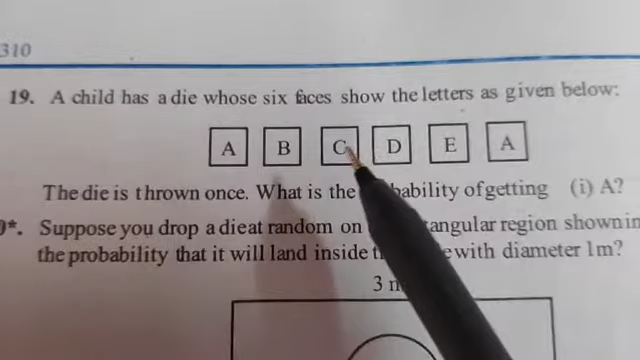 310
19. A child has a die whose six faces show the letters as given below:
A B C D E A
The die is thrown once. What is the bability of getting (i) A?
*. Suppose you drop a die at random on angular region shown in
the probability that it will land inside with diameter 1m?
3